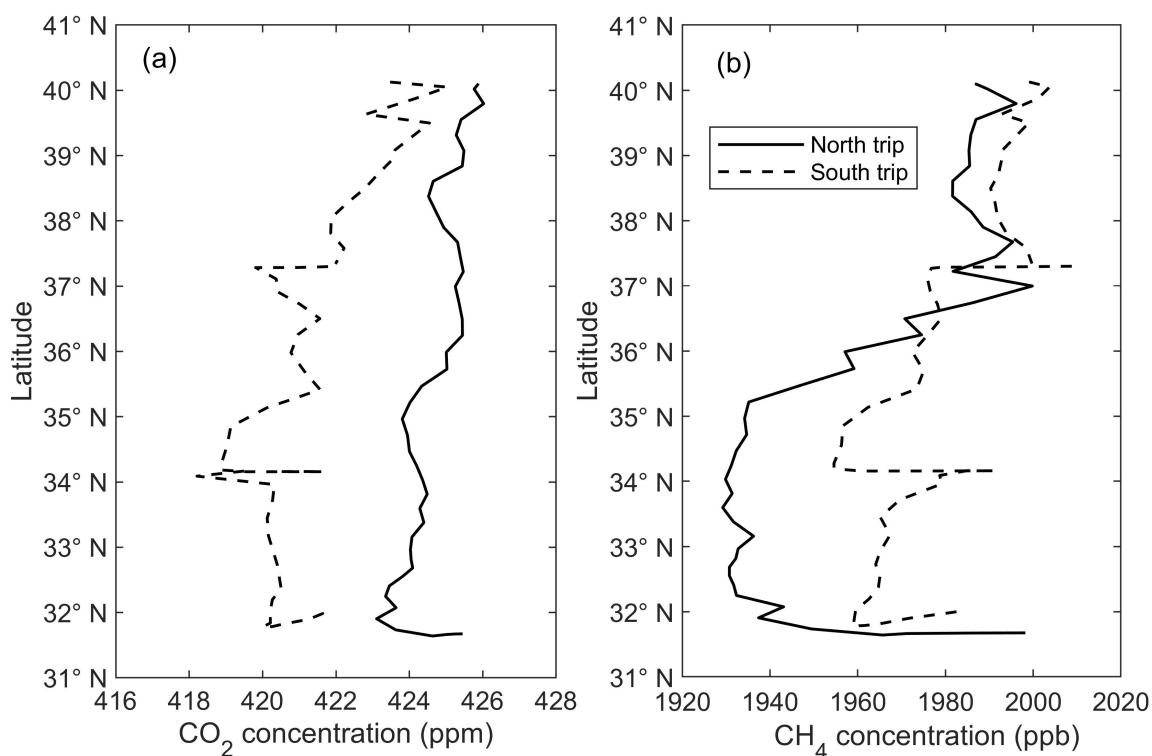 (a)
41° N
40° N
39° N
38° N
37° N
36° N
35° N
34° N
33° N
32° N
31° N
Latitude
416 418 420 422 424 426 428
CO2 concentration (ppm)
(b)
North trip
South trip
41° N
40° N
39° N
38° N
37° N
36° N
35° N
34° N
33° N
32° N
31° N
Latitude
1920 1940 1960 1980 2000 2020
CH4 concentration (ppb)